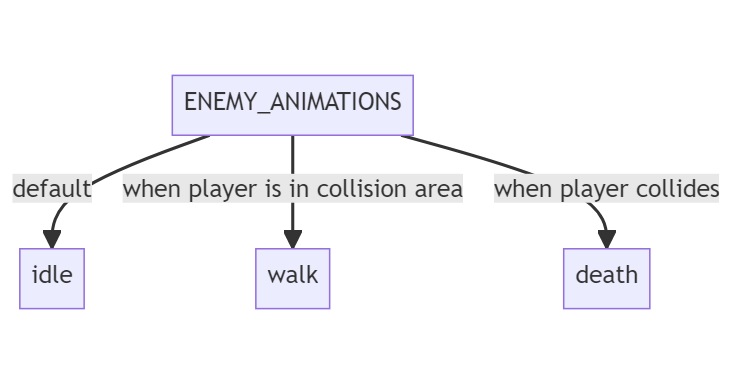 ENEMY_ANIMATIONS
default
when player is in collision area
when player collides
idle
walk
death